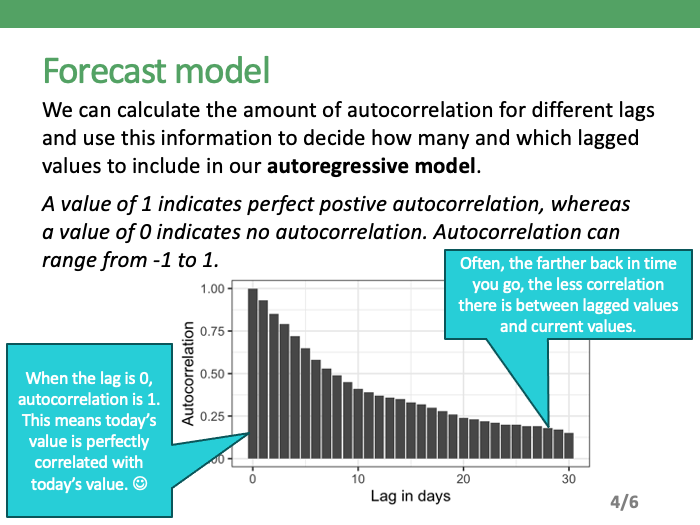 Forecast model
We can calculate the amount of autocorrelation for different lags
and use this information to decide how many and which lagged
values to include in our autoregressive model.
A value of 1 indicates perfect postive autocorrelation, whereas
a value of 0 indicates no autocorrelation. Autocorrelation can
range from -1 to 1.
Often, the farther back in time
you go, the less correlation
there is between lagged values
and current values.
When the lag is 0,
autocorrelation is 1.
This means today’s
value is perfectly
correlated with
today’s value. ☺
Autocorrelation
1.00
0.75
0.50
0.25
00
0 10 20 30
Lag in days
4/6